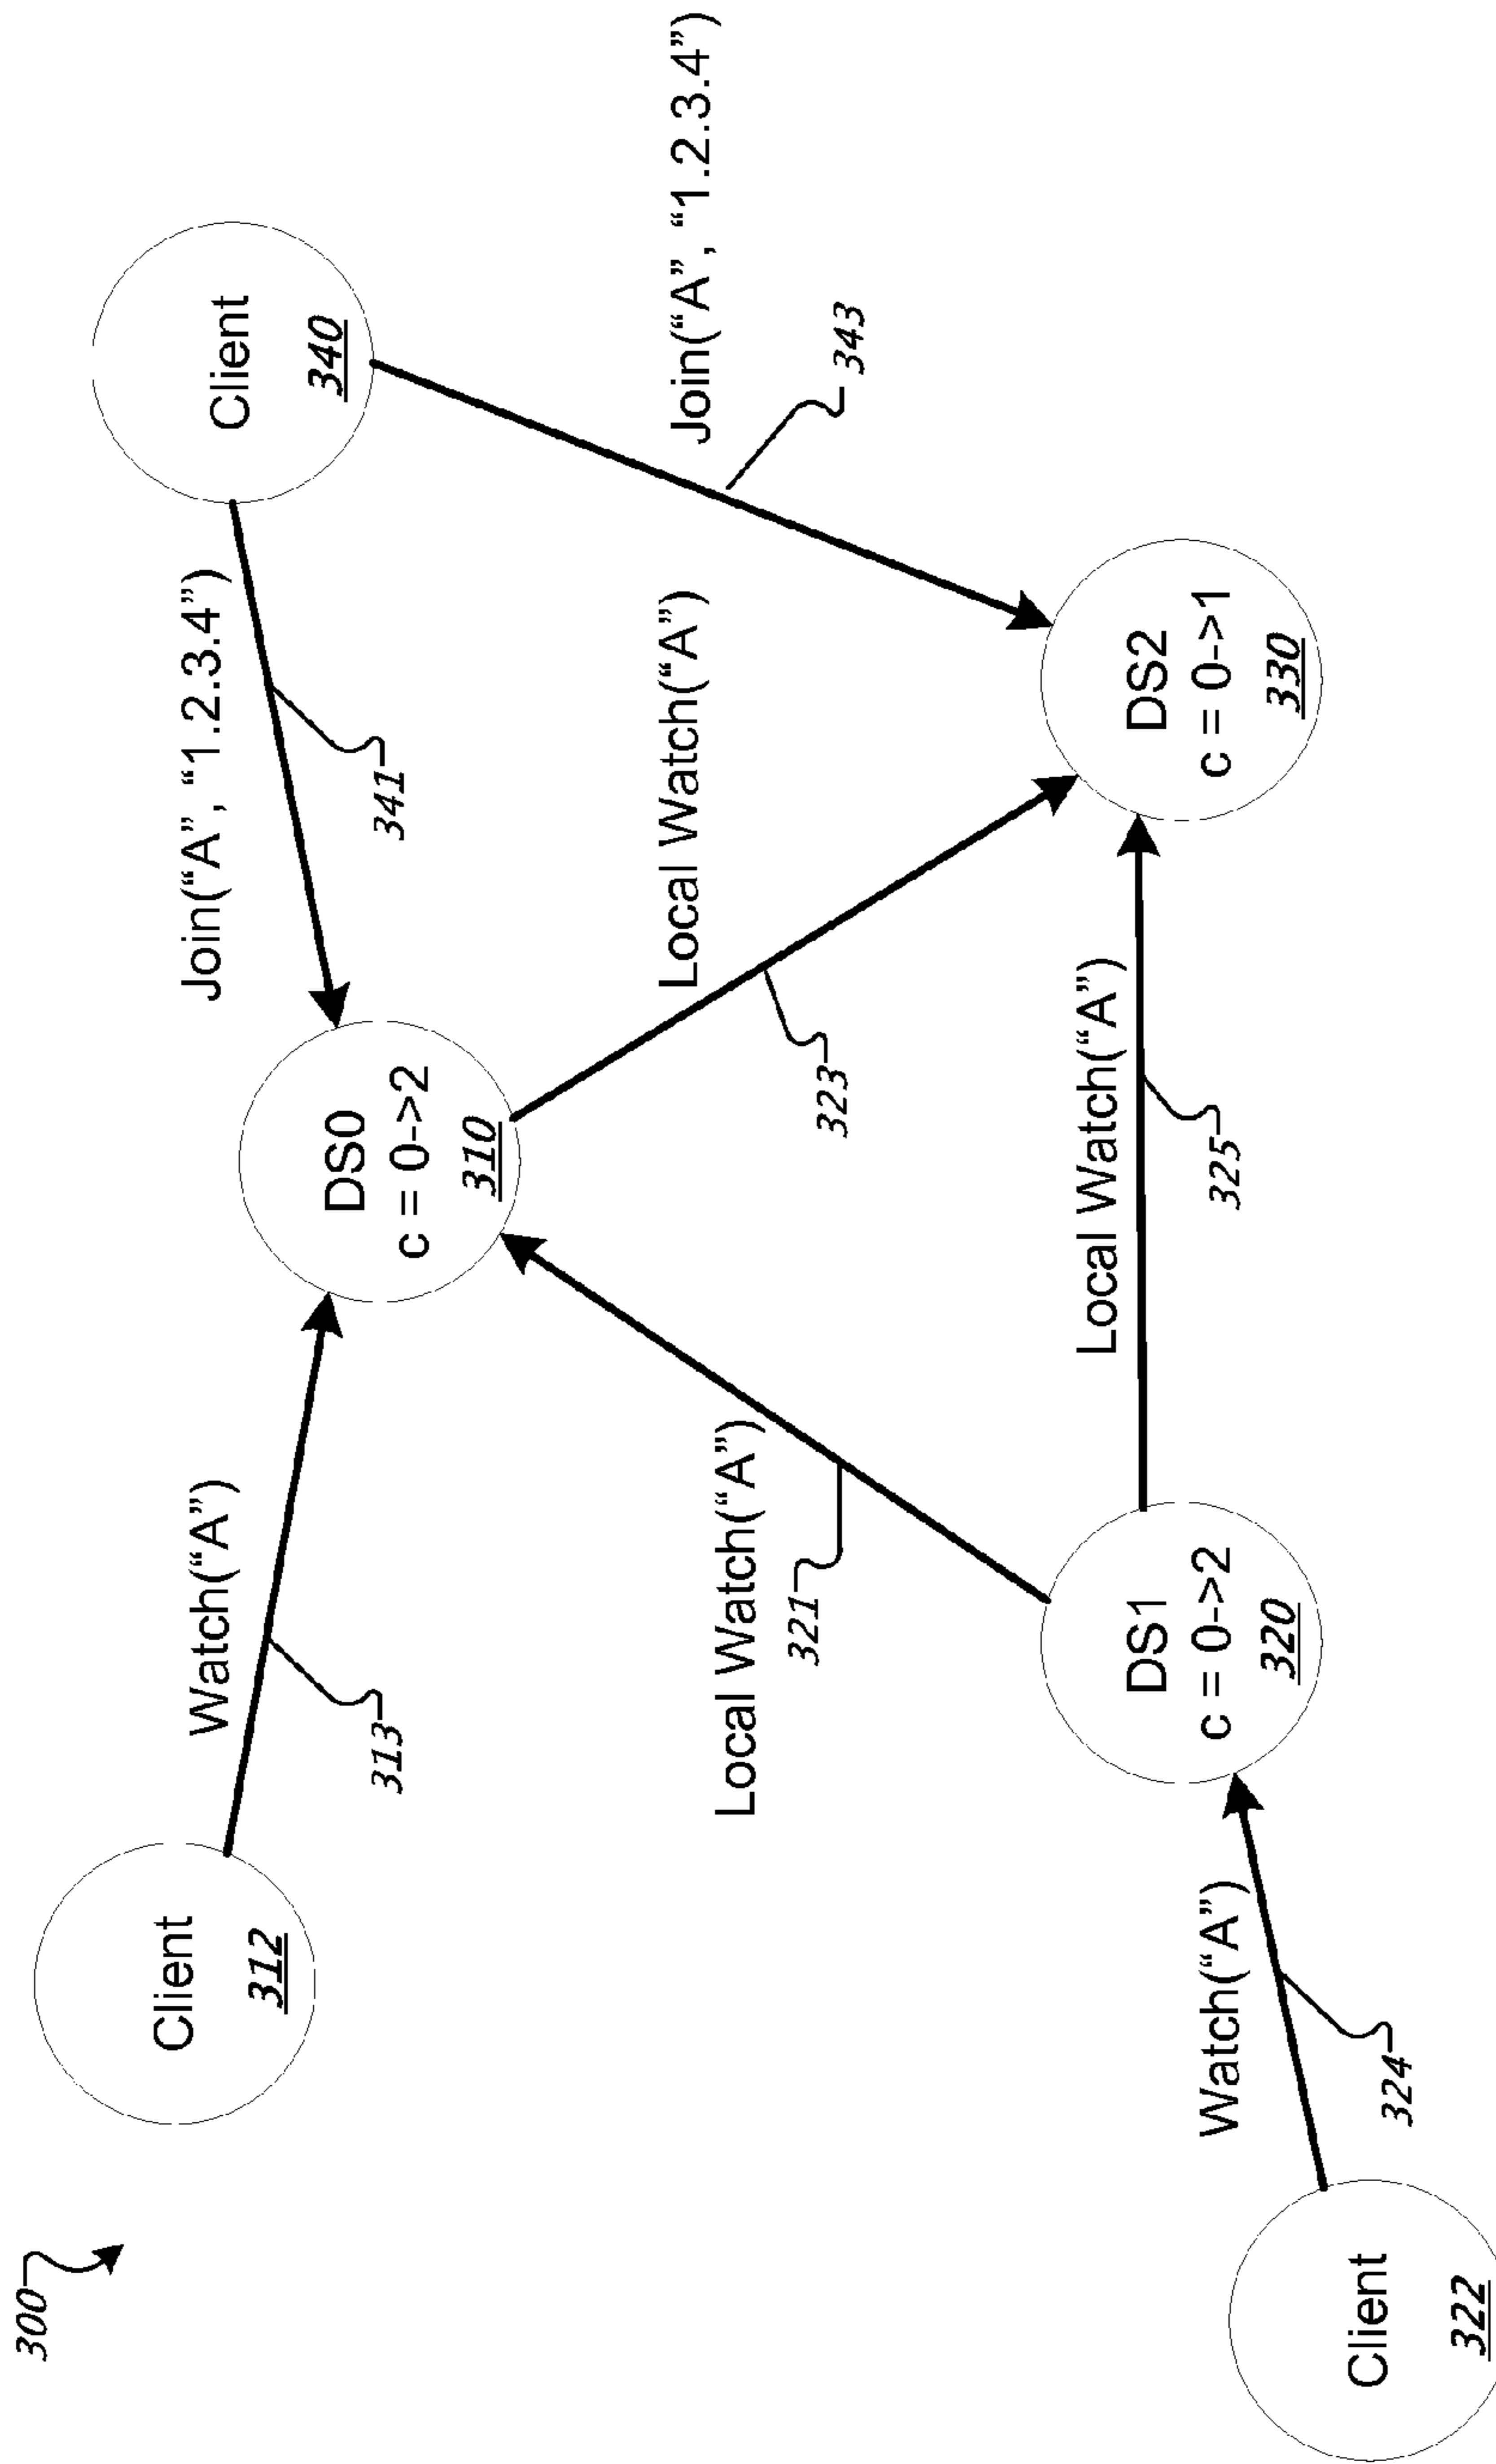 300
Client
312
Watch("A")
313
Join("A", "1.2.3.4")
341
Client
340
DS0
c = 0->2
310
Local Watch("A")
321
Local Watch("A")
323
Join("A", "1.2.3.4")
343
Local Watch("A")
325
DS1
c = 0->2
320
DS2
c = 0->1
330
Watch("A")
324
Client
322